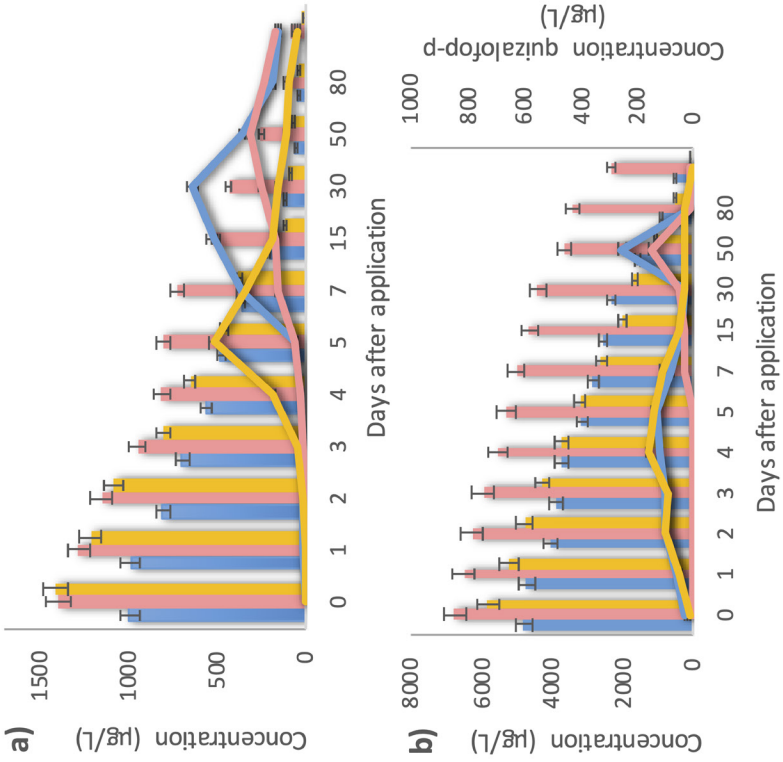 a)
Concentration (µg/L)
1500
1000
500
0
0 1 2 3 4 5 7 15 30 50 80
Days after application
b)
Concentration (µg/L)
8000
6000
4000
2000
0
0 1 2 3 4 5 7 15 30 50 80
Days after application
1000
800
600
400
200
0
Concentration quizalofop-p
(µg/L)